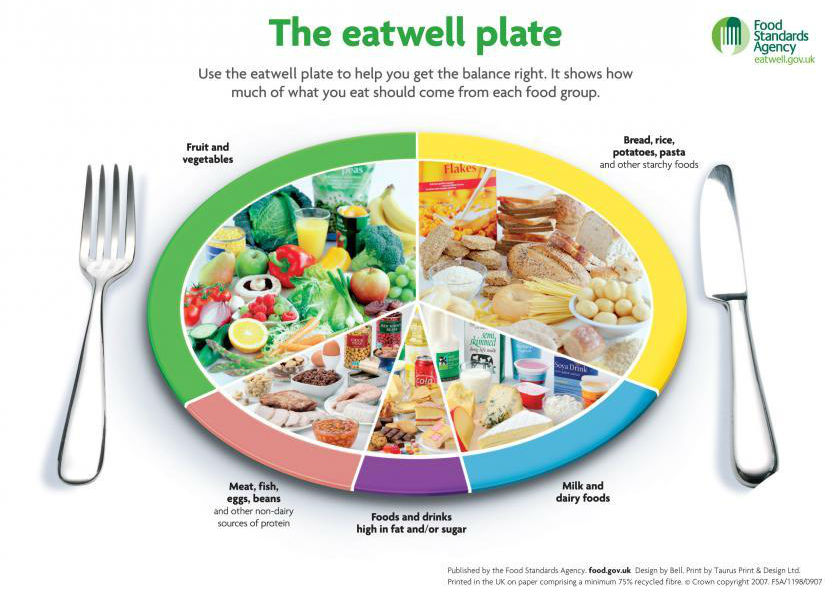 The eatwell plate
Food
Standards
Agency
eatwell.gov.uk
Use the eatwell plate to help you get the balance right. It shows how
much of what you eat should come from each food group.
Fruit and
vegetables
Bread, rice,
potatoes, pasta
and other starchy foods
peas
Flakes
semi
skimmed
long life milk
Soya Drink
cola
Meat, fish,
eggs, beans
and other non-dairy
sources of protein
Foods and drinks
high in fat and/or sugar
Milk and
dairy foods
Published by the Food Standards Agency. food.gov.uk Design by Bell. Print by Taurus Print & Design Ltd.
Printed in the UK on paper comprising a minimum 75% recycled fibre. © Crown copyright 2007. FSA/1198/0907